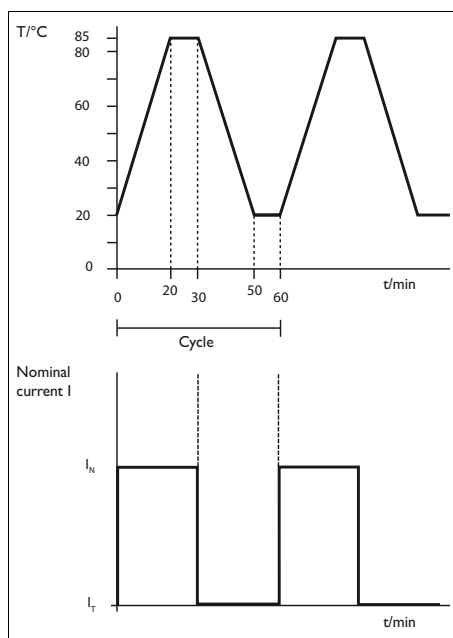 T/°C
85
80
60
40
20
0
0 20 30 50 60
t/min
Cycle
Nominal
current I
I_N
I_T
t/min